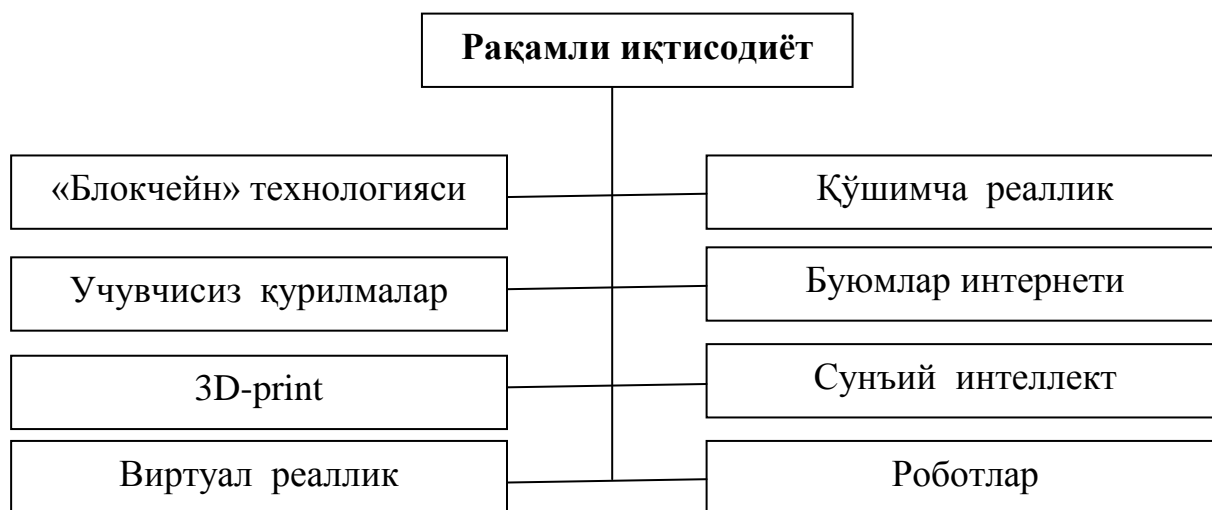 Рақамли иқтисодиёт
«Блокчейн» технологияси
Қўшимча реаллик
Учувчисиз қурилмалар
Буюмлар интернети
3D-print
Сунъий интеллект
Виртуал реаллик
Роботлар